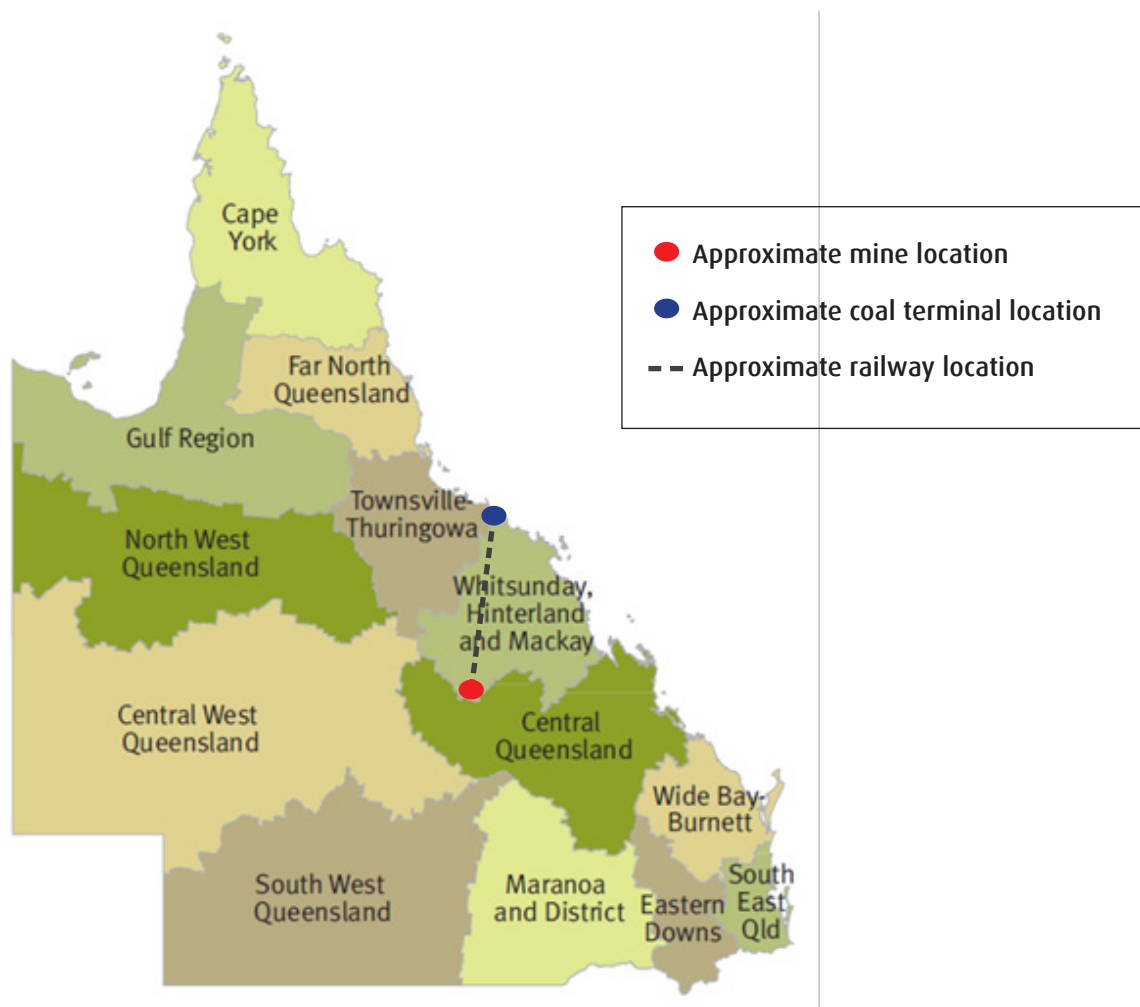 Cape
York
Far North
Queensland
Gulf Region
Townsville-
Thuringowa
North West
Queensland
Whitsunday,
Hinterland
and Mackay
Central West
Queensland
Central
Queensland
Wide Bay-
Burnett
South West
Queensland
Maranoa
and District
Eastern
Downs
South
East
Qld
Approximate mine location
Approximate coal terminal location
Approximate railway location